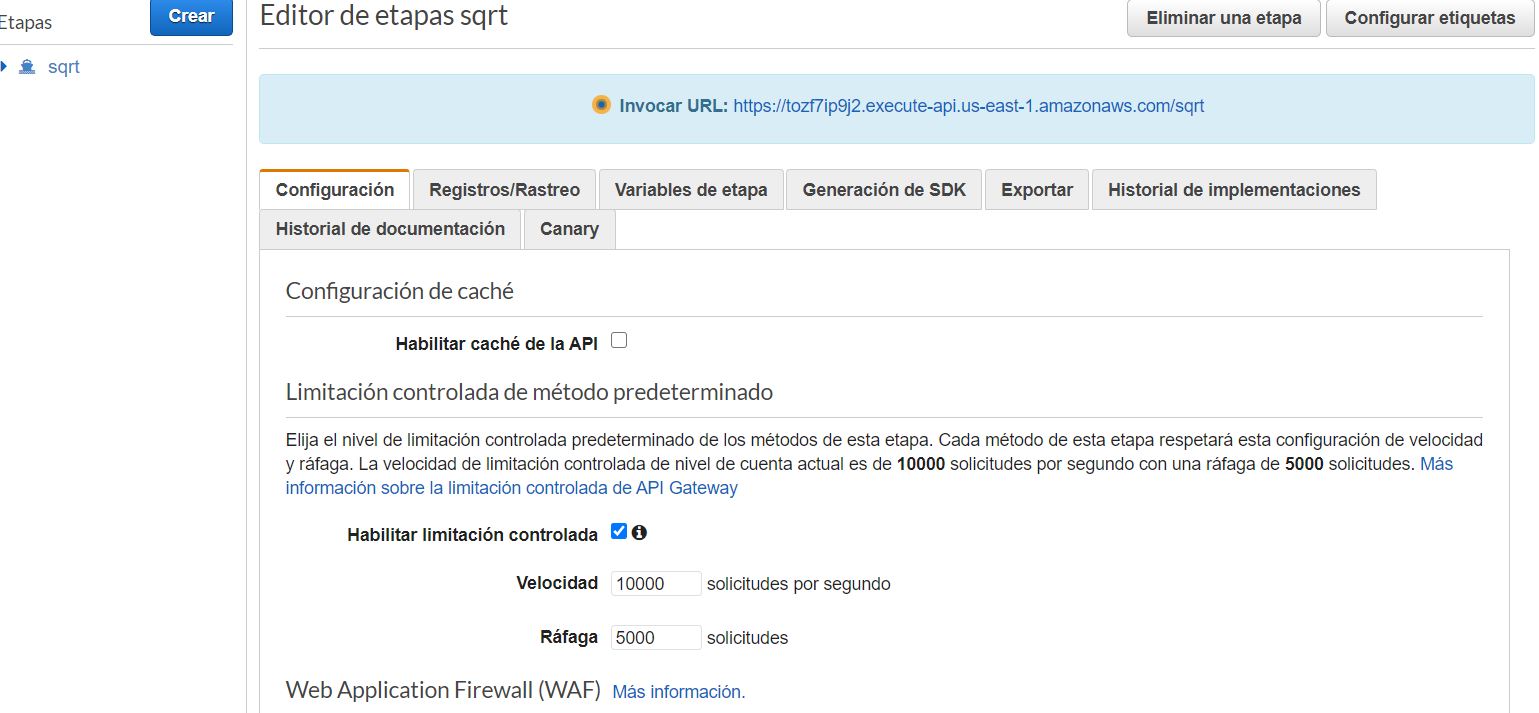 Etapas
Crear
sqrt
Editor de etapas sqrt
Eliminar una etapa
Configurar etiquetas
Invocar URL: https://tozf7ip9j2.execute-api.us-east-1.amazonaws.com/sqrt
Configuración
Registros/Rastreo
Variables de etapa
Generación de SDK
Exportar
Historial de implementaciones
Historial de documentación
Canary
Configuración de caché
Habilitar caché de la API
Limitación controlada de método predeterminado
Elija el nivel de limitación controlada predeterminado de los métodos de esta etapa. Cada método de esta etapa respetará esta configuración de velocidad
y ráfaga. La velocidad de limitación controlada de nivel de cuenta actual es de 10000 solicitudes por segundo con una ráfaga de 5000 solicitudes. Más
información sobre la limitación controlada de API Gateway
Habilitar limitación controlada
Velocidad 10000 solicitudes por segundo
Ráfaga 5000 solicitudes
Web Application Firewall (WAF) Más información.